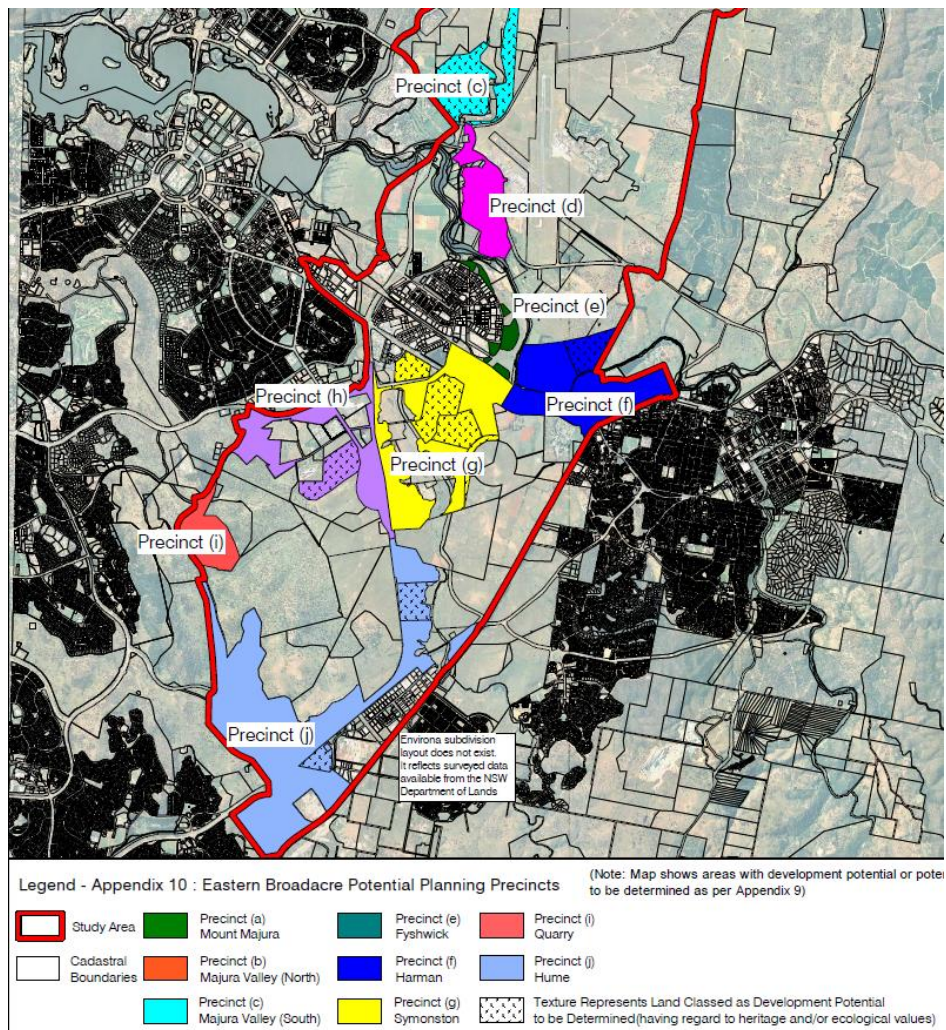 Precinct (c)
Precinct (d)
Precinct (e)
Precinct (h)
Precinct (f)
Precinct (g)
Precinct (i)
Precinct (j)
Environa subdivision
layout does not exist.
It reflects surveyed data
available from the NSW
Department of Lands
Legend - Appendix 10 : Eastern Broadacre Potential Planning Precincts
(Note: Map shows areas with development potential or poten
to be determined as per Appendix 9)
Study Area
Cadastral
Boundaries
Precinct (a)
Mount Majura
Precinct (b)
Majura Valley (North)
Precinct (c)
Majura Valley (South)
Precinct (e)
Fyshwick
Precinct (f)
Harman
Precinct (g)
Symonston
Precinct (i)
Quarry
Precinct (j)
Hume
Texture Represents Land Classed as Development Potential
to be Determined(having regard to heritage and/or ecological values)